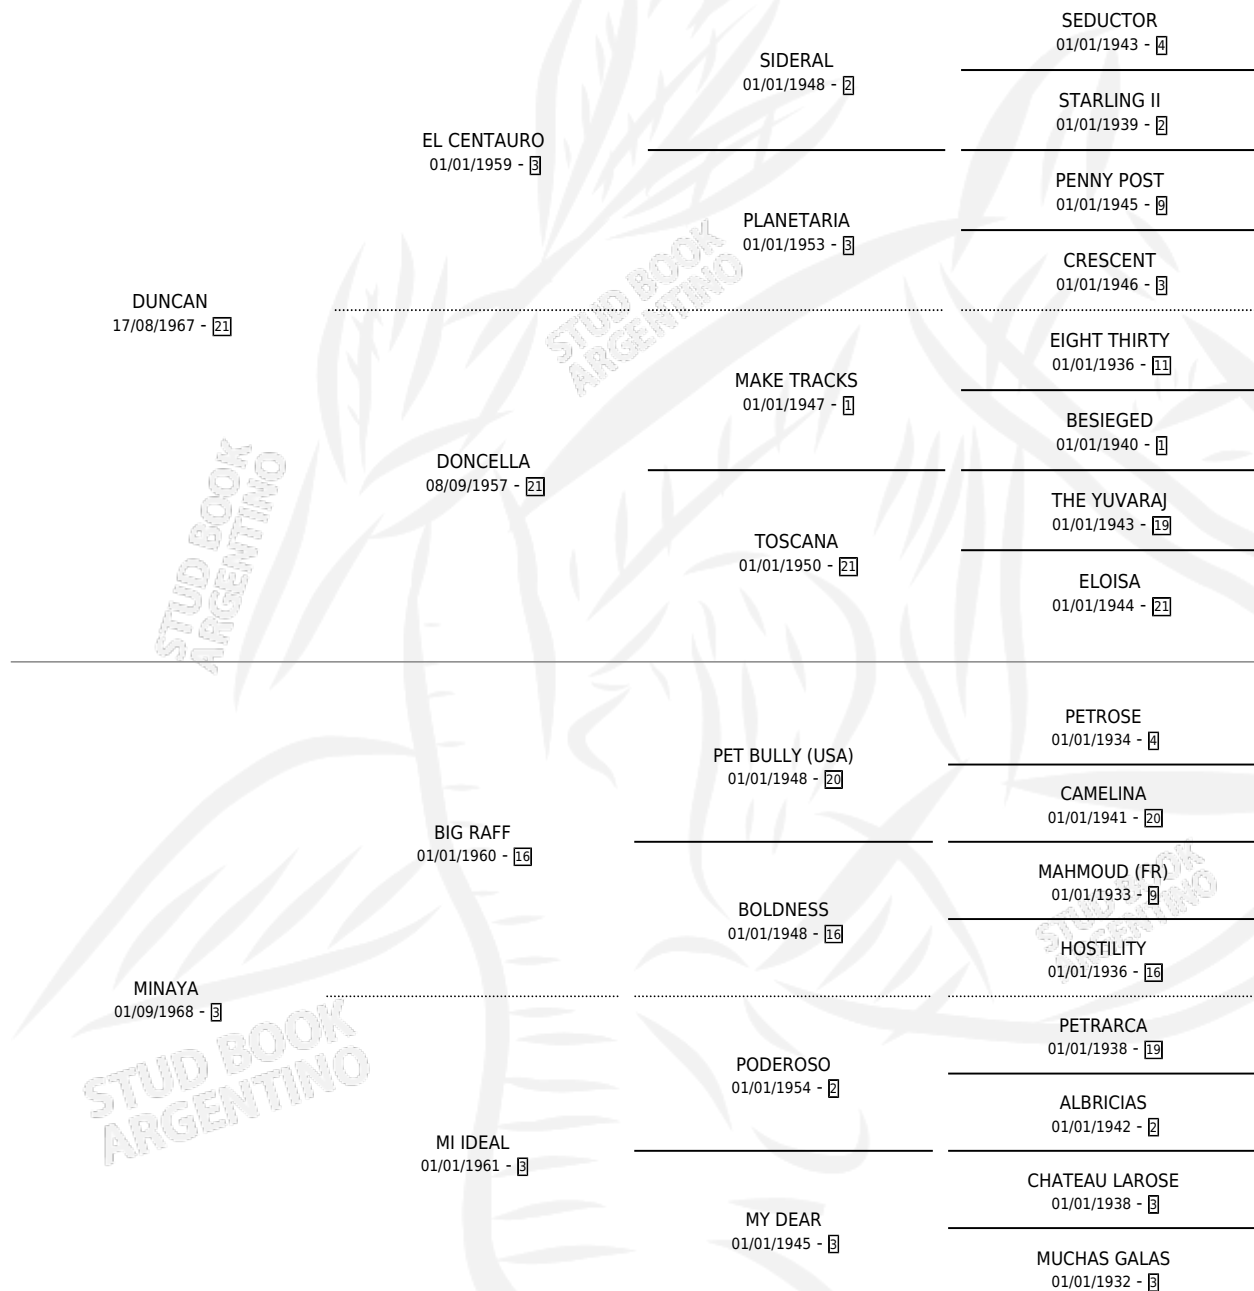 SEDUCTOR
01/01/1943 - 4
SIDERAL
01/01/1948 - 2
STARLING II
01/01/1939 - 2
EL CENTAURO
01/01/1959 - 3
PENNY POST
01/01/1945 - 9
PLANETARIA
01/01/1953 - 3
CRESCENT
01/01/1946 - 3
DUNCAN
17/08/1967 - 21
EIGHT THIRTY
01/01/1936 - 11
MAKE TRACKS
01/01/1947 - 1
BESIEGED
01/01/1940 - 1
DONCELLA
08/09/1957 - 21
THE YUVARAJ
01/01/1943 - 19
TOSCANA
01/01/1950 - 21
ELOISA
01/01/1944 - 21
STUD BOOK
ARGENTINO
STUD BOOK
ARGENTINO
PETROSE
01/01/1934 - 4
PET BULLY (USA)
01/01/1948 - 20
CAMELINA
01/01/1941 - 20
BIG RAFF
01/01/1960 - 16
MAHMOUD (FR)
01/01/1933 - 9
BOLDNESS
01/01/1948 - 16
HOSTILITY
01/01/1936 - 16
MINAYA
01/09/1968 - 3
PETRARCA
01/01/1938 - 19
PODEROSO
01/01/1954 - 2
ALBRICIAS
01/01/1942 - 2
MI IDEAL
01/01/1961 - 3
CHATEAU LAROSE
01/01/1938 - 3
MY DEAR
01/01/1945 - 3
MUCHAS GALAS
01/01/1932 - 3
STUD BOOK
ARGENTINO
STUD BOOK
ARGENTINO